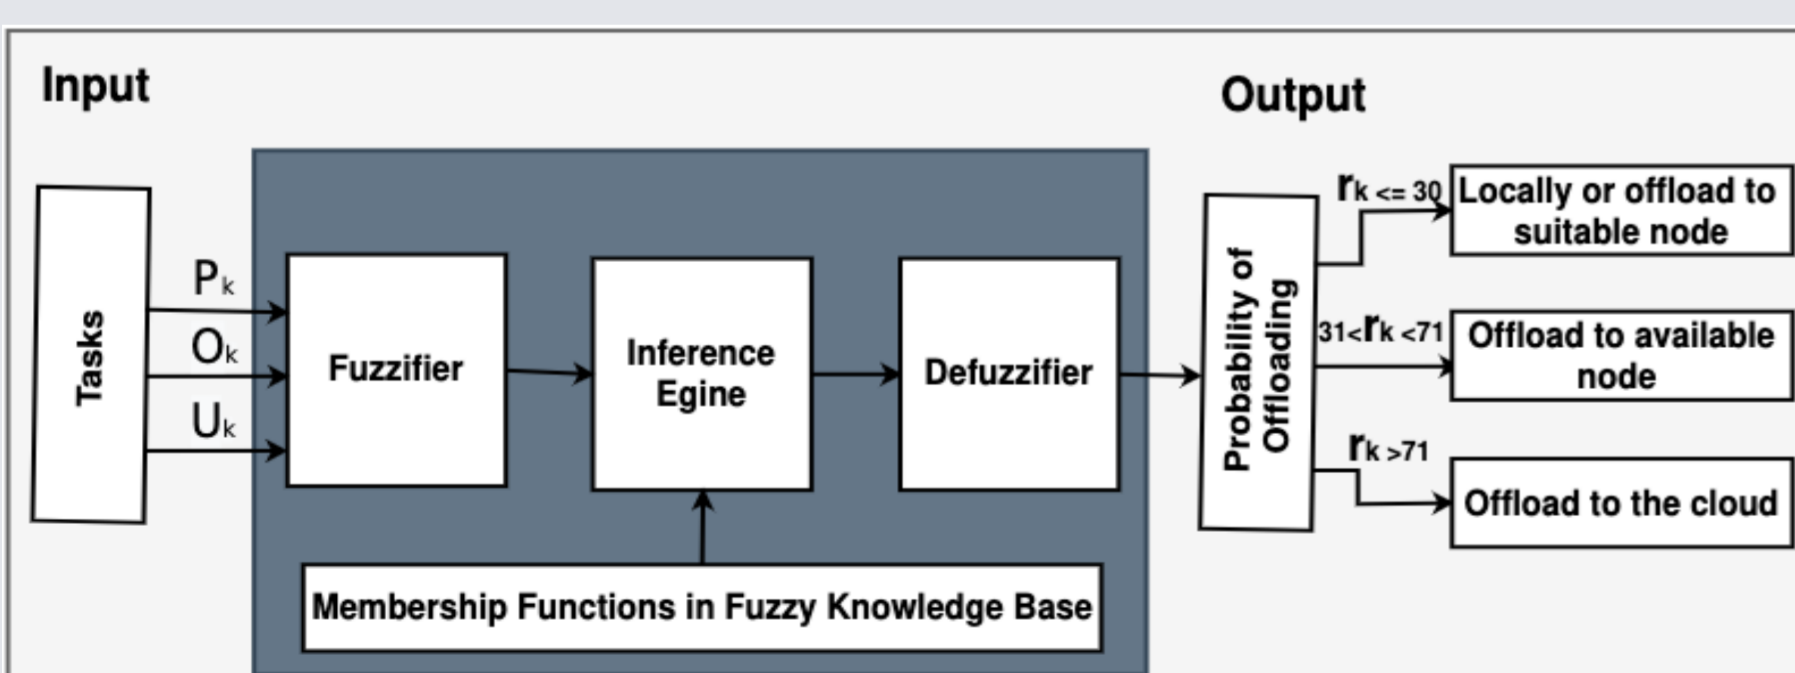 Input
Output
Tasks
Pk
Ok
Uk
Fuzzifier
Inference
Egine
Defuzzifier
Membership Functions in Fuzzy Knowledge Base
Probability of
Offloading
rk <= 30
Locally or offload to
suitable node
31<rk <71
Offload to available
node
rk >71
Offload to the cloud